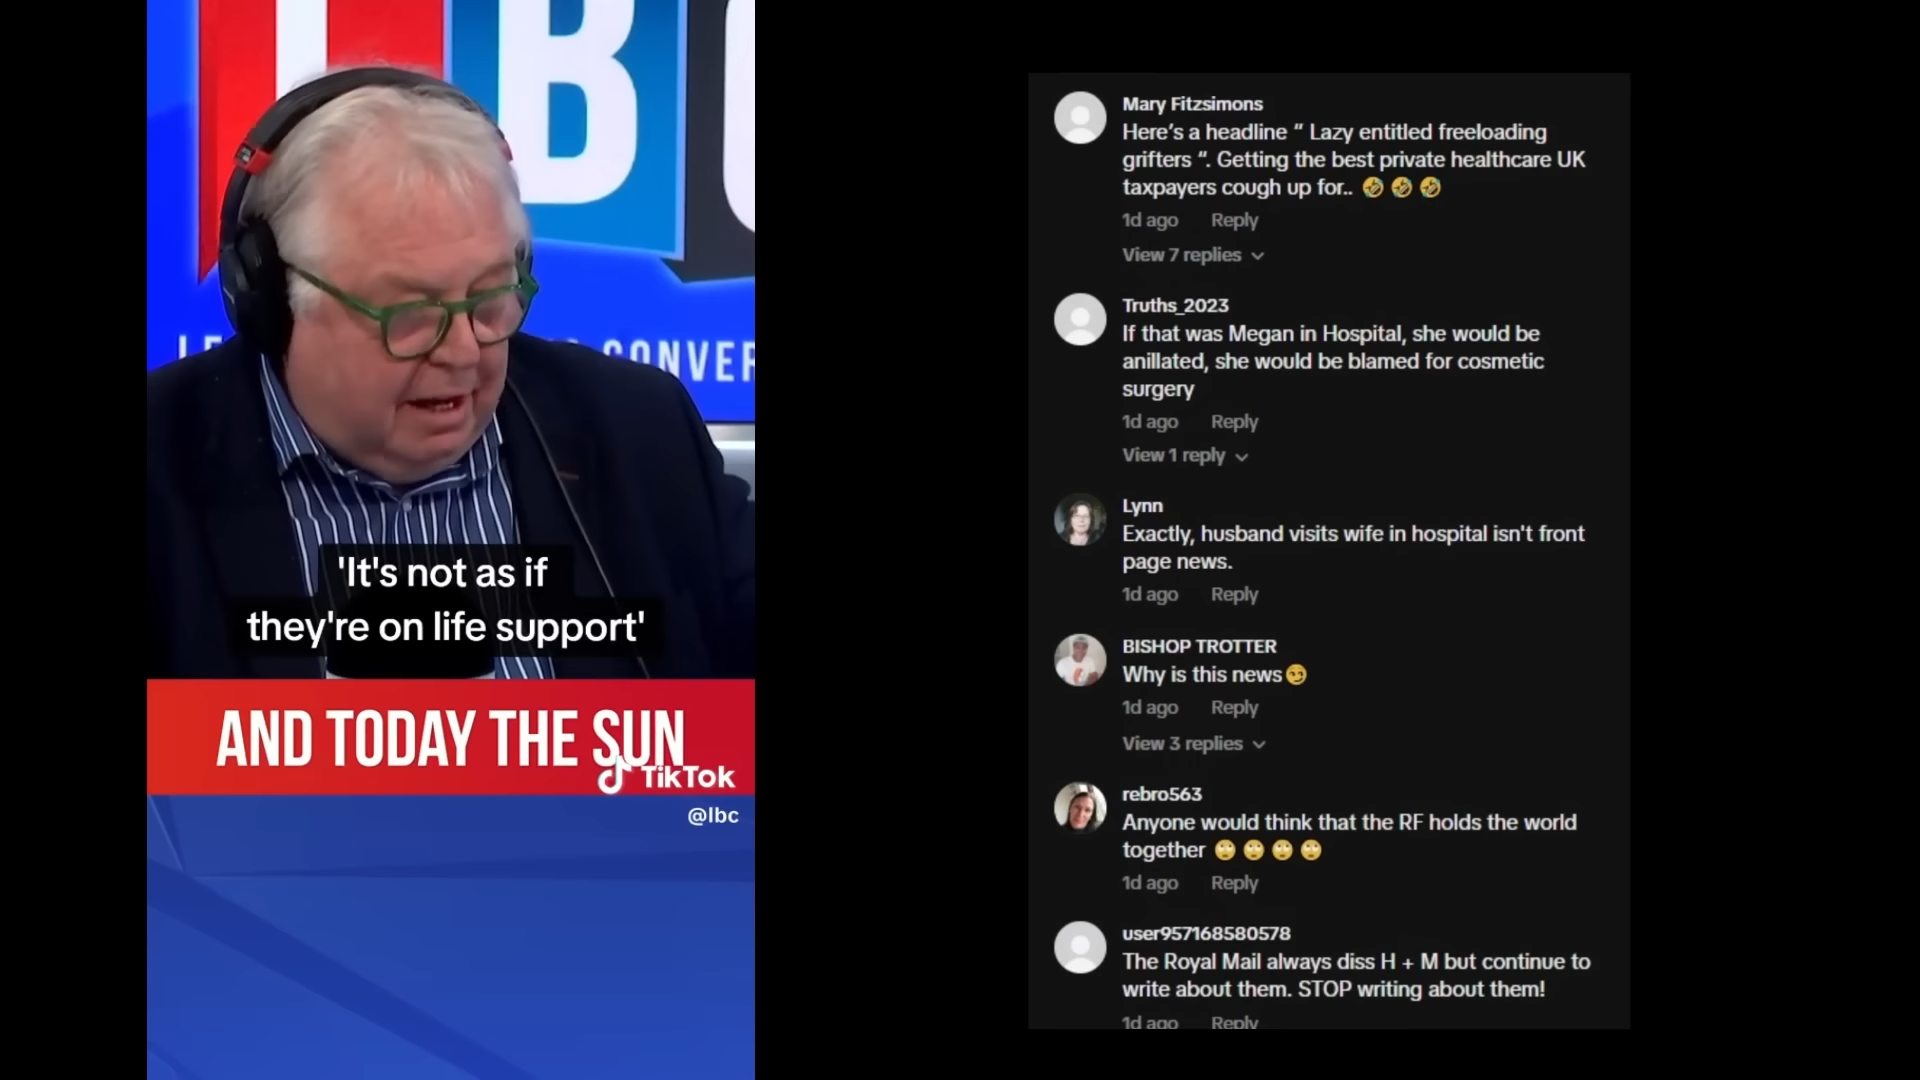 LBC
LE
CONVER
'It's not as if
they're on life support'
AND TODAY THE SUN
TikTok
@lbc
Mary Fitzsimons
Here's a headline " Lazy entitled freeloading
grifters ". Getting the best private healthcare UK
taxpayers cough up for.. 🤣 🤣 🤣
1d ago Reply
View 7 replies
Truths_2023
If that was Megan in Hospital, she would be
anillated, she would be blamed for cosmetic
surgery
1d ago Reply
View 1 reply
Lynn
Exactly, husband visits wife in hospital isn't front
page news.
1d ago Reply
BISHOP TROTTER
Why is this news😏
1d ago Reply
View 3 replies
rebro563
Anyone would think that the RF holds the world
together 🙄 🙄 🙄 🙄
1d ago Reply
user957168580578
The Royal Mail always diss H + M but continue to
write about them. STOP writing about them!
1d ago Reply